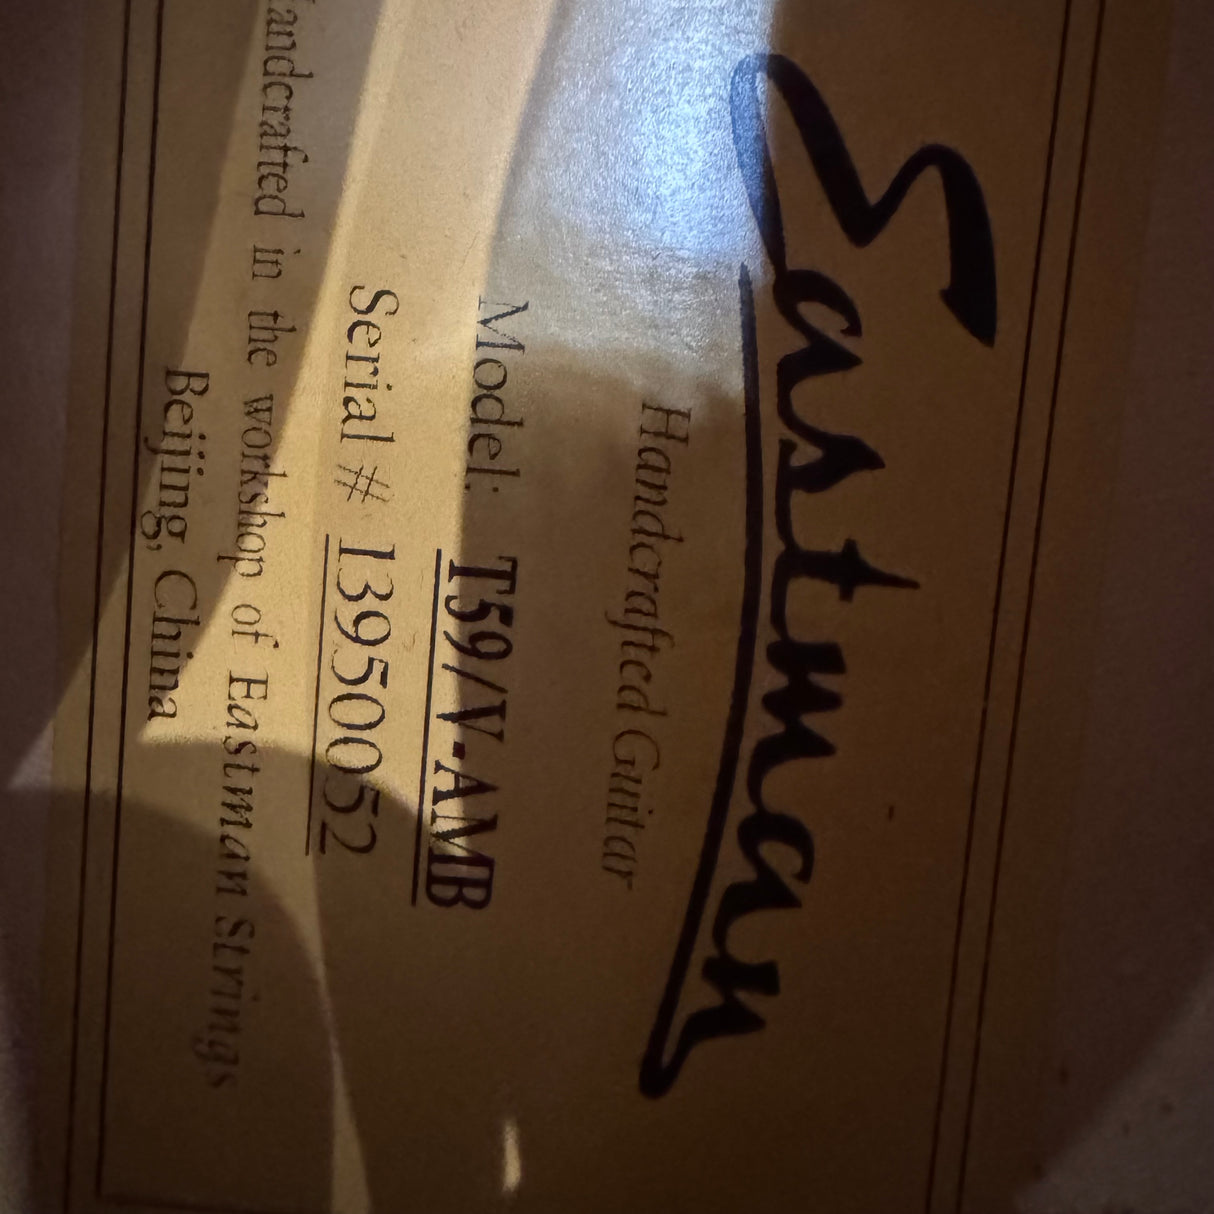 Eastman
Handcrafted Guitar
Model: T59/V-AMB
Serial # 13950052
Handcrafted in the workshop of Eastman Strings
Beijing, China